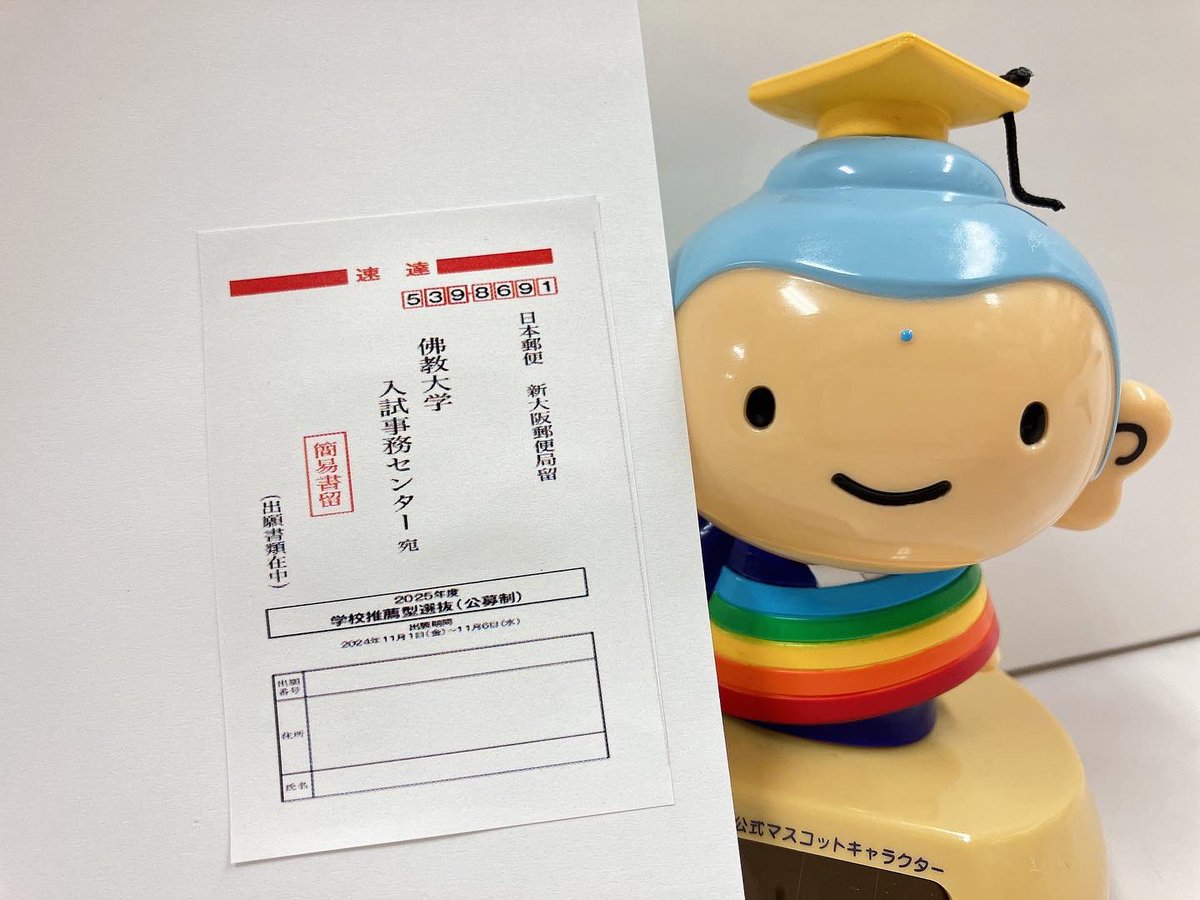 速達
5398691
日本郵便 新大阪郵便局留
佛教大学
入試事務センター 宛
簡易書留
(出願書類在中)
2025年度
学校推薦型選抜(公募制)
出願期間
2024年11月1日(金)~11月6日(水)
出願
番号
住所
氏名
公式マスコットキャラクター